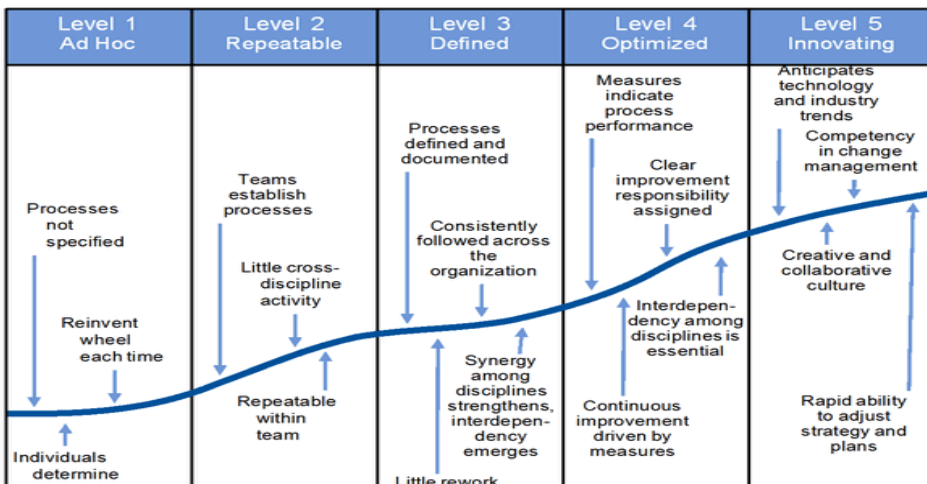 Level 1
Ad Hoc
Level 2
Repeatable
Level 3
Defined
Level 4
Optimized
Level 5
Innovating
Processes
not
specified
Reinvent
wheel
each time
Individuals
determine
Teams
establish
processes
Little cross-
discipline
activity
Repeatable
within
team
Processes
defined and
documented
Consistently
followed across
the
organization
Synergy
among
disciplines
strengthens,
interdepen-
dency
emerges
Little rework
Measures
indicate
process
performance
Clear
improvement
responsibility
assigned
Interdepen-
dency among
disciplines is
essential
Continuous
improvement
driven by
measures
Anticipates
technology
and industry
trends
Competency
in change
management
Creative and
collaborative
culture
Rapid ability
to adjust
strategy and
plans